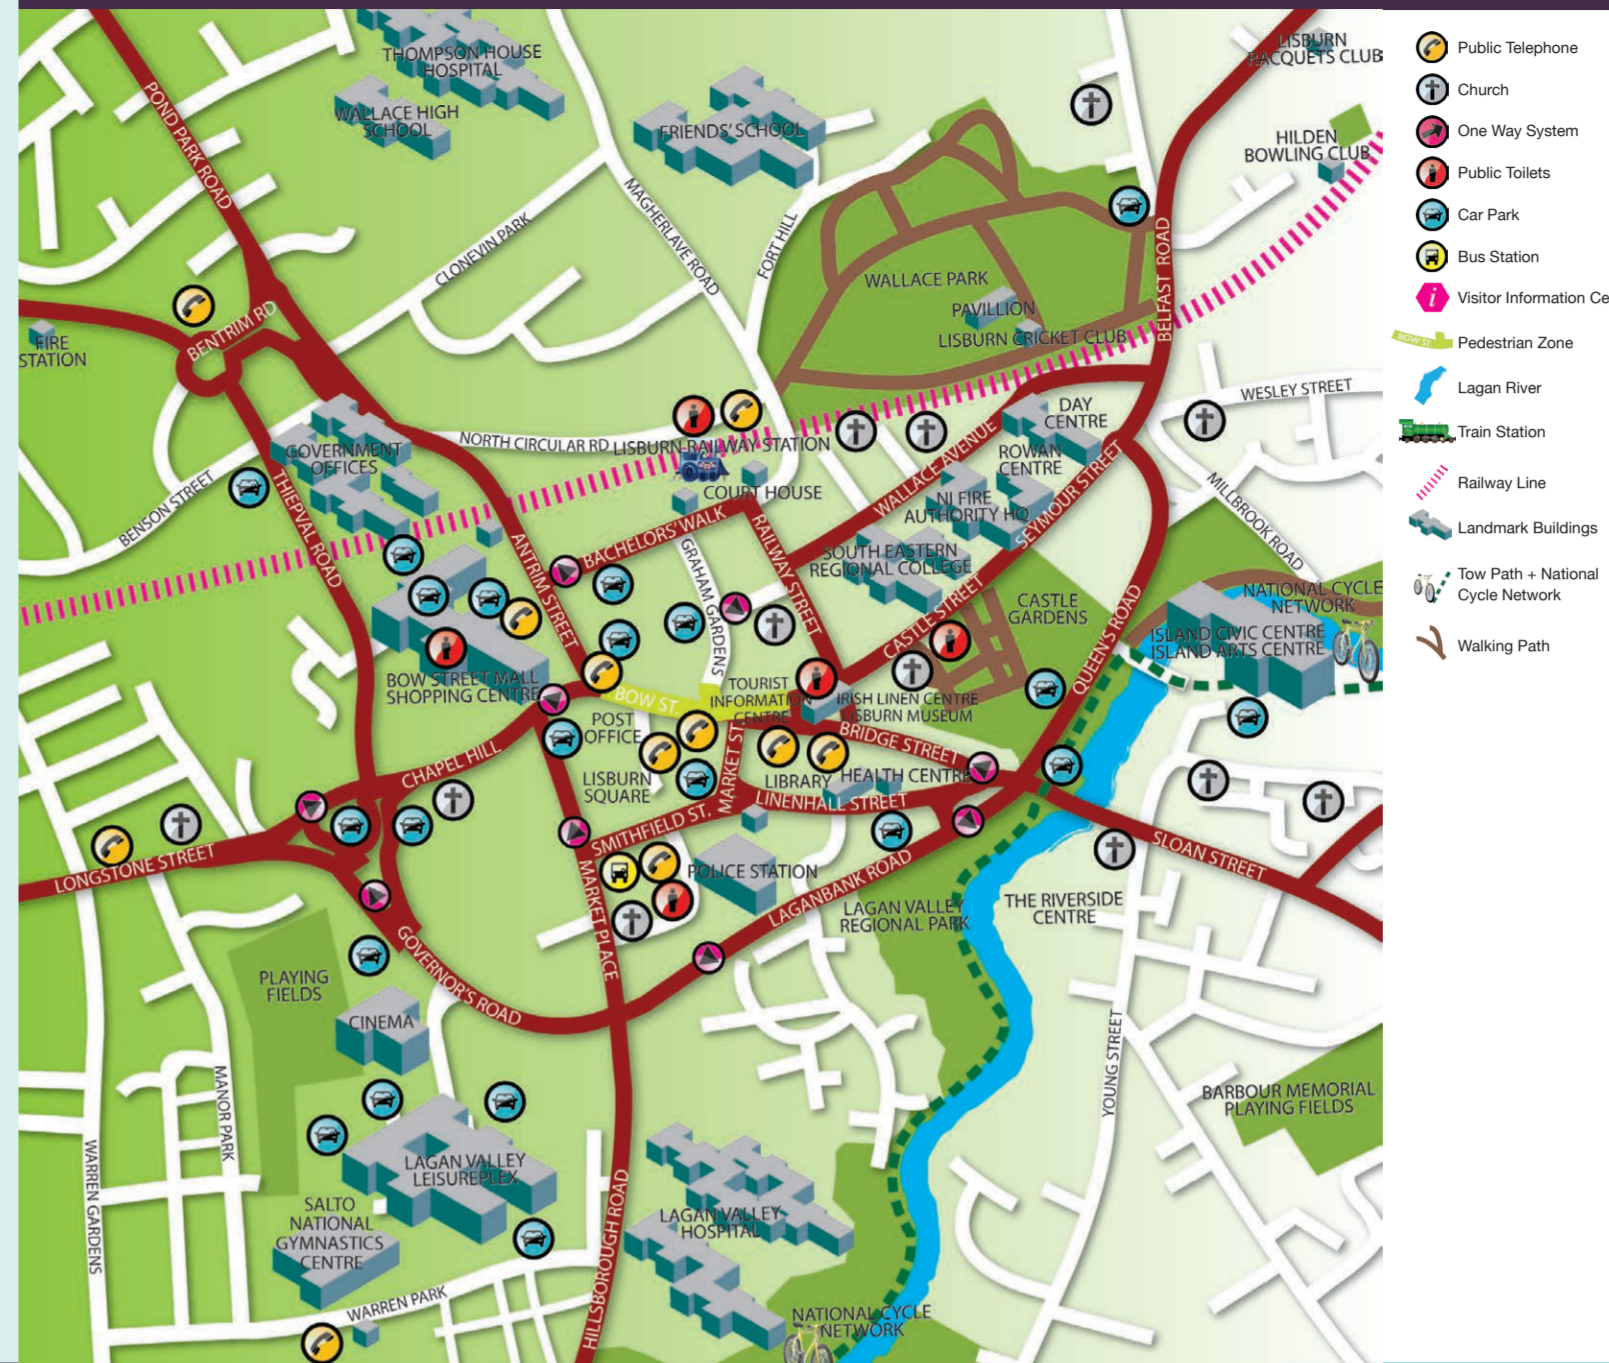 THOMPSON HOUSE
HOSPITAL
WALLACE HIGH
SCHOOL
FRIENDS' SCHOOL
LISBURN
RACQUETS CLUB
HILDEN
BOWLING CLUB
POND PARK ROAD
MAGHERLAVE ROAD
CLONEVIN PARK
FORT HILL
WALLACE PARK
PAVILLION
LISBURN CRICKET CLUB
BELFAST ROAD
BENTRIM RD
FIRE
STATION
WESLEY STREET
DAY
CENTRE
NORTH CIRCULAR RD
LISBURN RAILWAY STATION
WALLACE AVENUE
ROWAN
CENTRE
GOVERNMENT
OFFICES
COURT HOUSE
NI FIRE
AUTHORITY HQ
SEYMOUR STREET
MILLBROOK ROAD
BENSON STREET
THIEPVAL ROAD
ANTRIM STREET
BACHELORS' WALK
GRAHAM GARDENS
RAILWAY STREET
SOUTH EASTERN
REGIONAL COLLEGE
CASTLE STREET
CASTLE
GARDENS
QUEEN'S ROAD
NATIONAL CYCLE
NETWORK
ISLAND CIVIC CENTRE
ISLAND ARTS CENTRE
BOW STREET MALL
SHOPPING CENTRE
BOW ST.
TOURIST
INFORMATION
CENTRE
IRISH LINEN CENTRE
LISBURN MUSEUM
POST
OFFICE
MARKET ST.
BRIDGE STREET
CHAPEL HILL
LISBURN
SQUARE
LIBRARY
HEALTH CENTRE
LINENHALL STREET
SMITHFIELD ST.
LONGSTONE STREET
MARKET PLACE
POLICE STATION
LAGANBANK ROAD
SLOAN STREET
LAGAN VALLEY
REGIONAL PARK
THE RIVERSIDE
CENTRE
GOVERNOR'S ROAD
PLAYING
FIELDS
CINEMA
YOUNG STREET
BARBOUR MEMORIAL
PLAYING FIELDS
MANOR PARK
WARREN GARDENS
LAGAN VALLEY
LEISUREPLEX
SALTO
NATIONAL
GYMNASTICS
CENTRE
HILLSBOROUGH ROAD
LAGAN VALLEY
HOSPITAL
WARREN PARK
NATIONAL CYCLE
NETWORK
Public Telephone
Church
One Way System
Public Toilets
Car Park
Bus Station
i Visitor Information Ce
BOW ST. Pedestrian Zone
Lagan River
Train Station
Railway Line
Landmark Buildings
Tow Path + National
Cycle Network
Walking Path